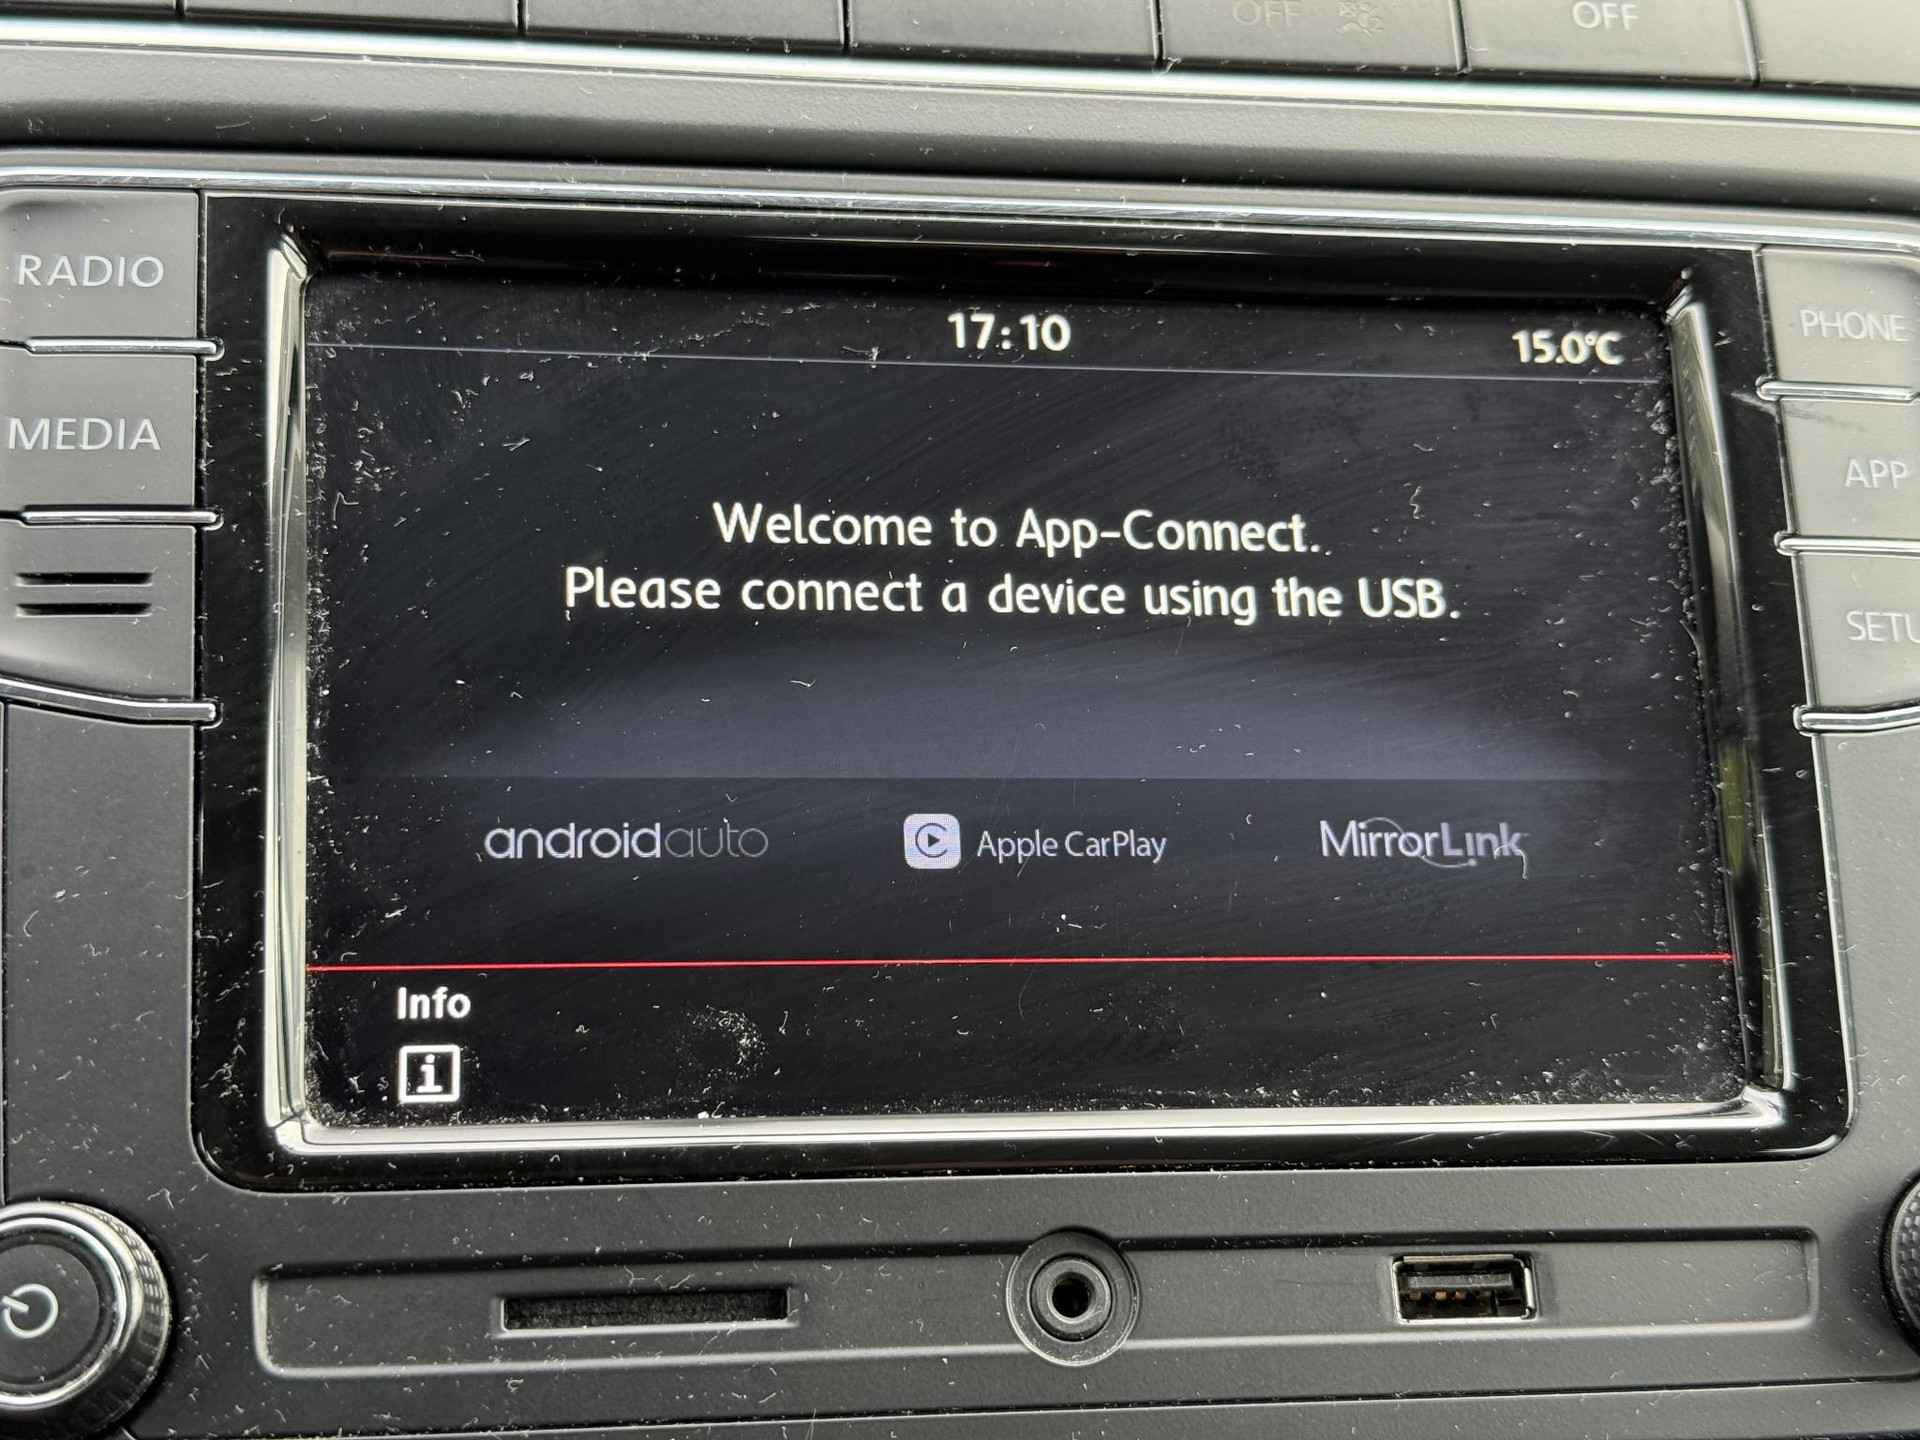 OFF OFF
17:10 15.0°C
RADIO
MEDIA
PHONE
APP
SETU
Welcome to App-Connect.
Please connect a device using the USB.
androidauto Apple CarPlay MirrorLink
Info
i